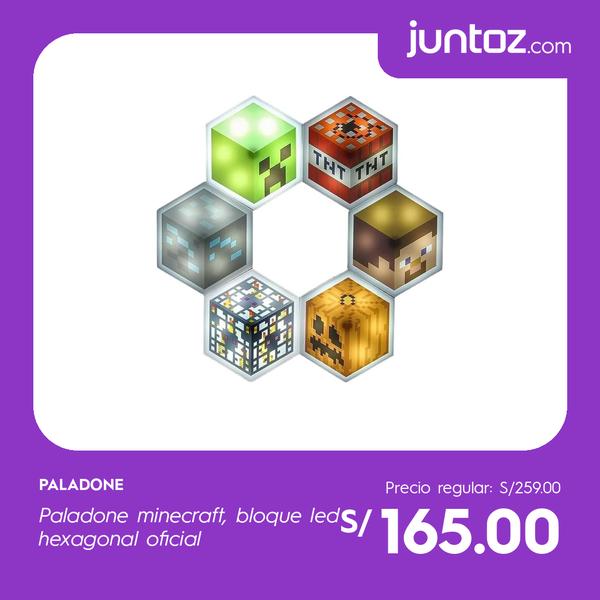 juntoz.com
TNT TNT
PALADONE
Precio regular: S/259.00
Paladone minecraft, bloque led
hexagonal oficial
S/ 165.00